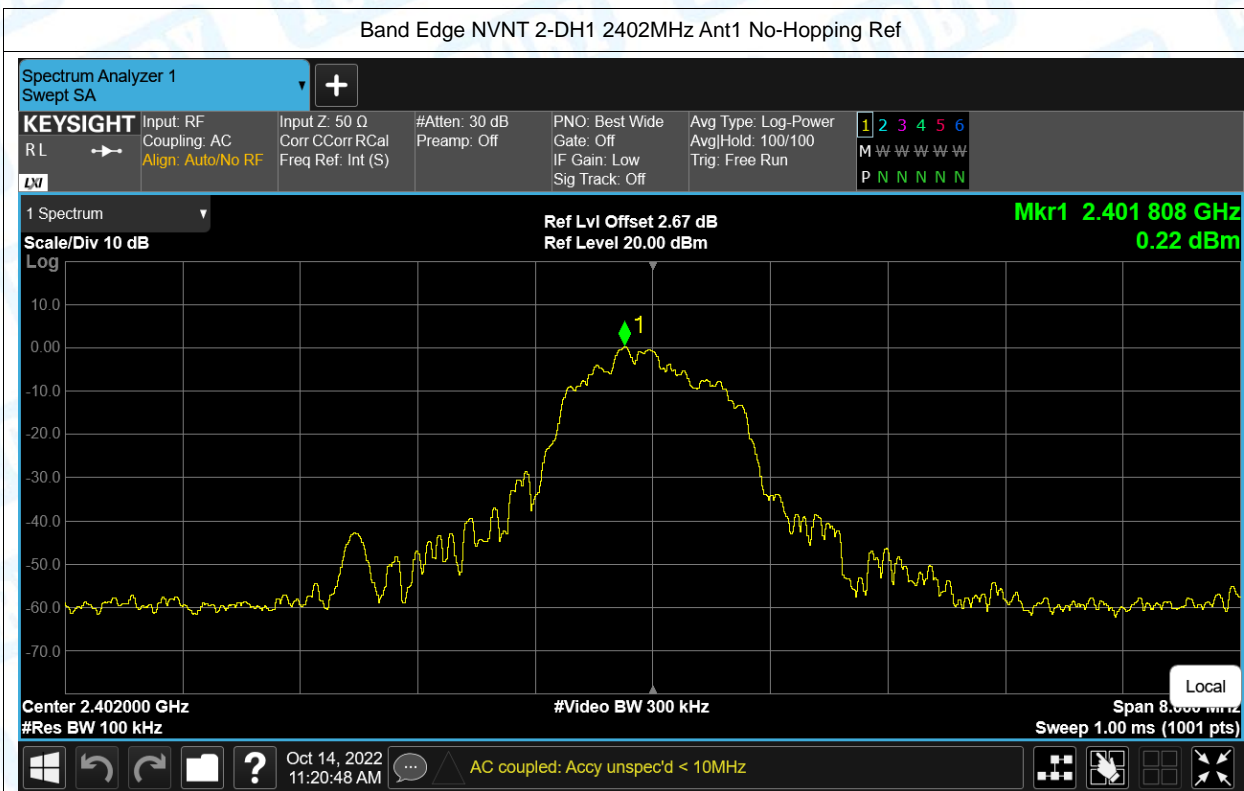 Band Edge NVNT 2-DH1 2402MHz Ant1 No-Hopping Ref
Spectrum Analyzer 1
Swept SA
+
KEYSIGHT
R L
LXI
Input: RF
Coupling: AC
Align: Auto/No RF
Input Z: 50 Ω
Corr CCorr RCal
Freq Ref: Int (S)
#Atten: 30 dB
Preamp: Off
PNO: Best Wide
Gate: Off
IF Gain: Low
Sig Track: Off
Avg Type: Log-Power
Avg|Hold: 100/100
Trig: Free Run
1 2 3 4 5 6
M W W W W W
P N N N N N
1 Spectrum
Scale/Div 10 dB
Log
Ref Lvl Offset 2.67 dB
Ref Level 20.00 dBm
Mkr1 2.401 808 GHz
0.22 dBm
10.0
0.00
-10.0
-20.0
-30.0
-40.0
-50.0
-60.0
-70.0
1
Center 2.402000 GHz
#Res BW 100 kHz
#Video BW 300 kHz
Span 8.000 MHz
Sweep 1.00 ms (1001 pts)
Local
?
Oct 14, 2022
11:20:48 AM
AC coupled: Accy unspec'd < 10MHz